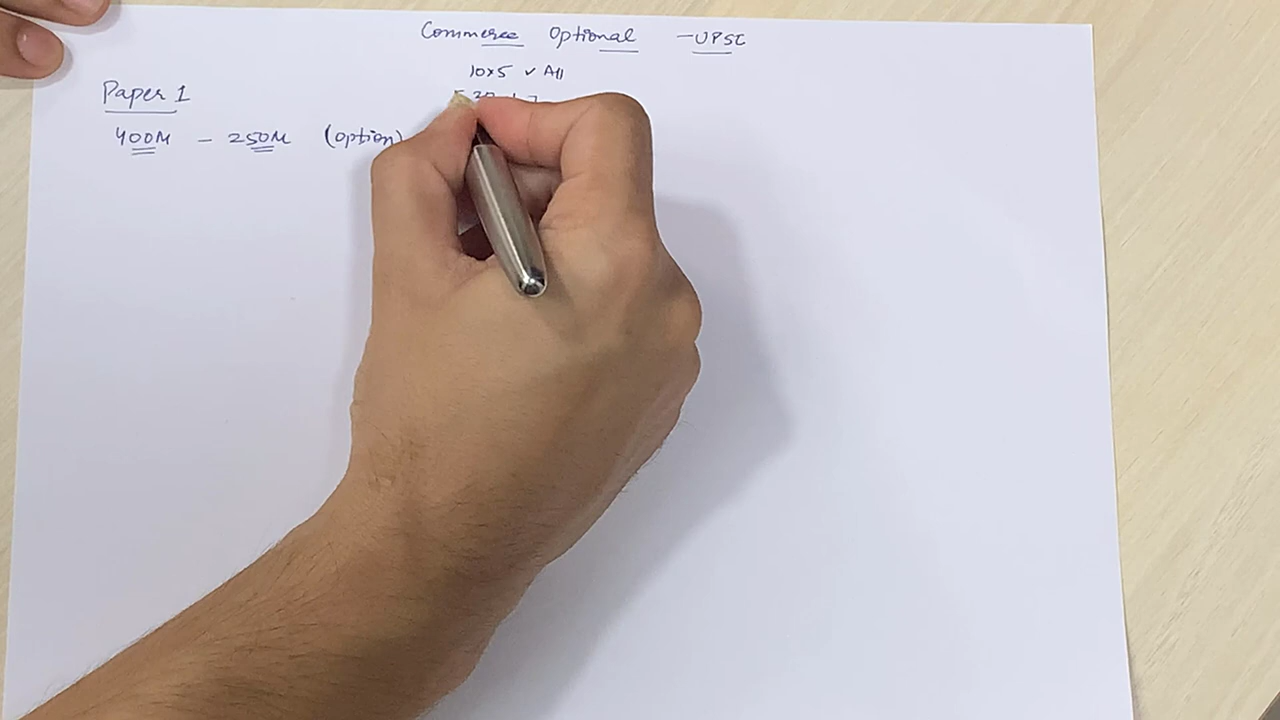 Commerce Optional - UPSC
10x5 ✓ All
Paper 1
400M - 250M (option)